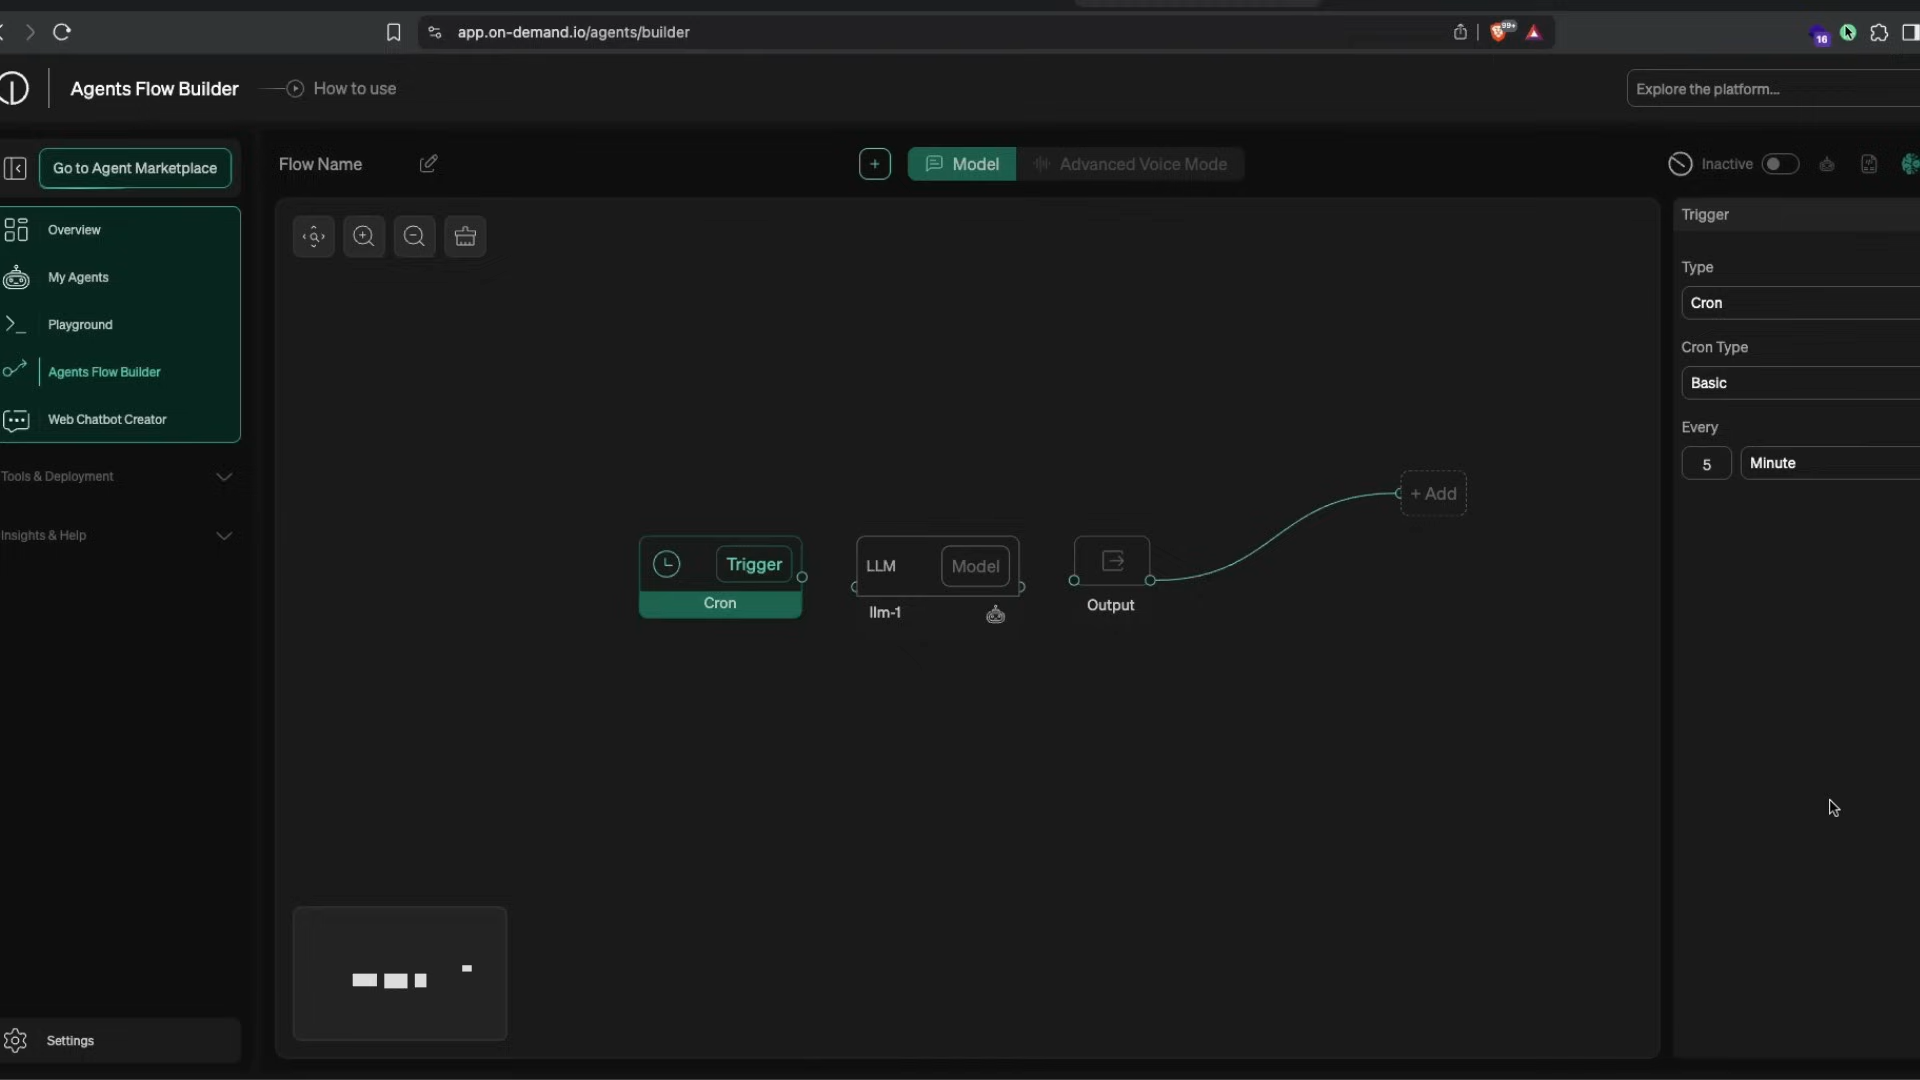 app.on-demand.io/agents/builder
99+
16
Agents Flow Builder
How to use
Explore the platform...
Go to Agent Marketplace
Flow Name
Model
Advanced Voice Mode
Inactive
Overview
My Agents
Playground
Agents Flow Builder
Web Chatbot Creator
Tools & Deployment
Insights & Help
Settings
Trigger
Cron
LLM
Model
llm-1
Output
+ Add
Trigger
Type
Cron
Cron Type
Basic
Every
5
Minute